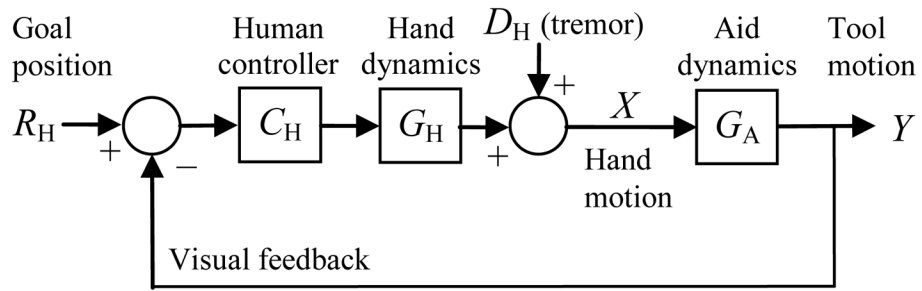 Goal
position
Human
controller
Hand
dynamics
D_H (tremor)
Aid
dynamics
Tool
motion
R_H
+
−
C_H
G_H
+
+
X
Hand
motion
G_A
Y
Visual feedback